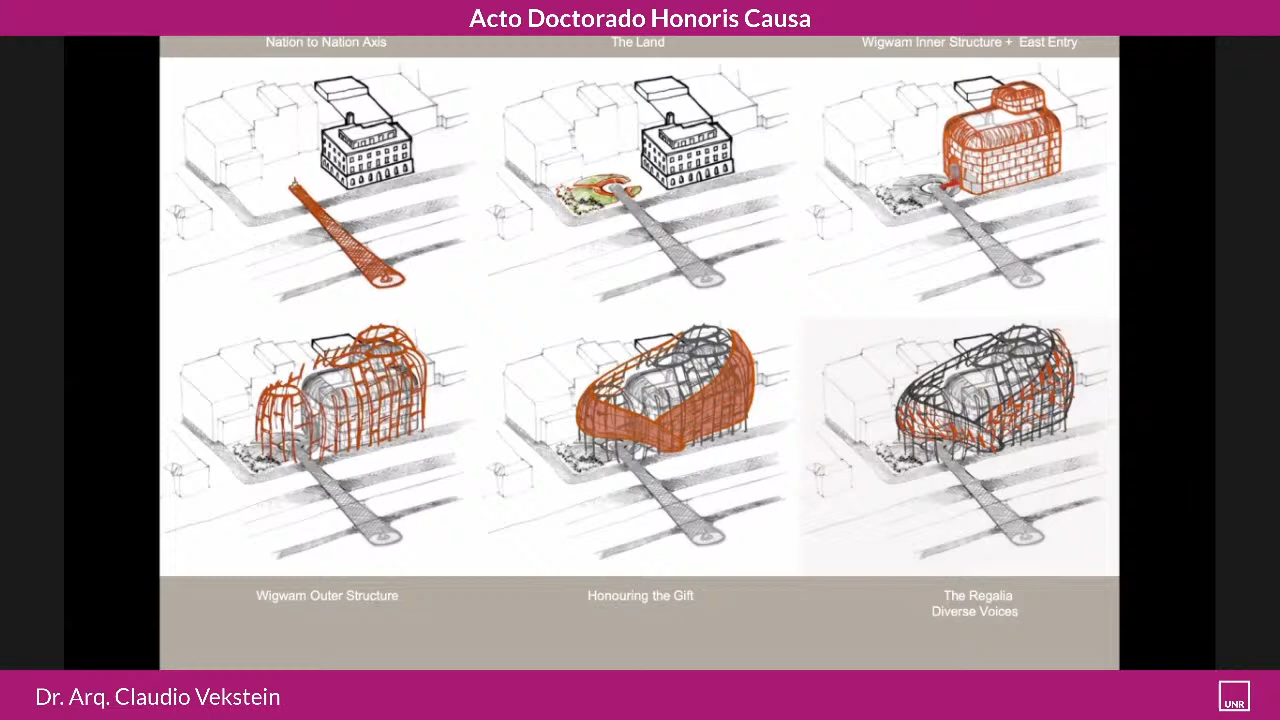 Acto Doctorado Honoris Causa
Nation to Nation Axis
The Land
Wigwam Inner Structure + East Entry
Wigwam Outer Structure
Honouring the Gift
The Regalia
Diverse Voices
Dr. Arq. Claudio Vekstein
UNR